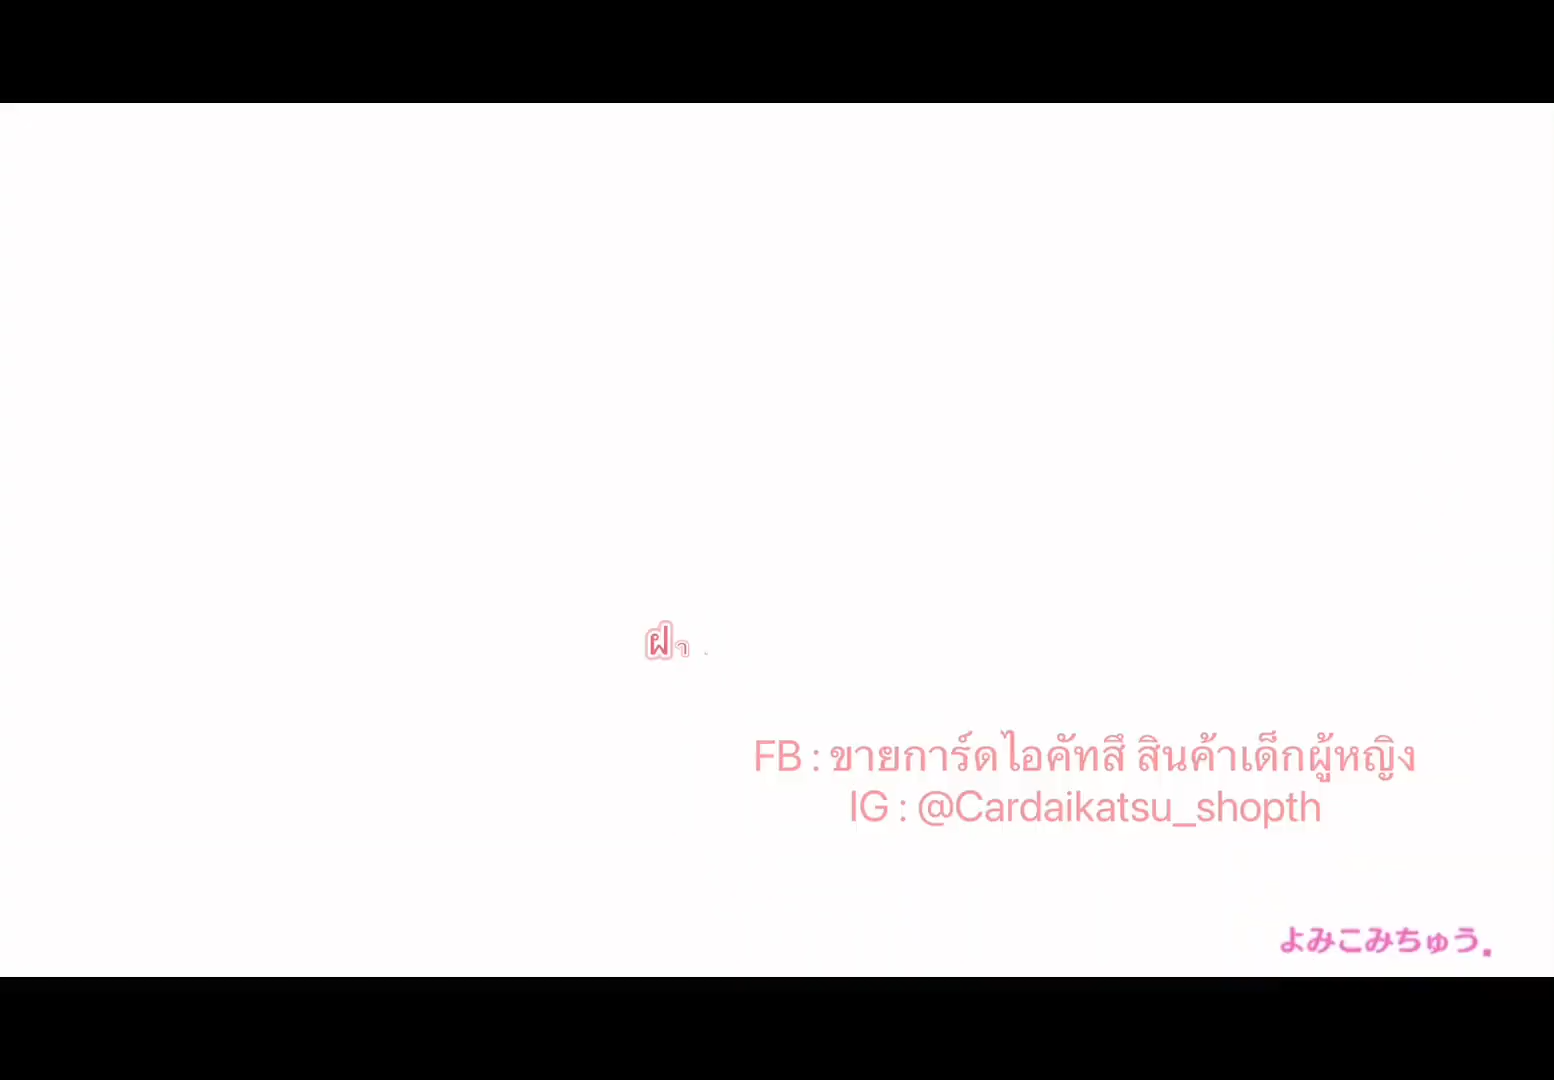 ฝา
FB : ขายการ์ดไอคัทสึ สินค้าเด็กผู้หญิง
IG : @Cardaikatsu_shopth
よみこみちゅう.